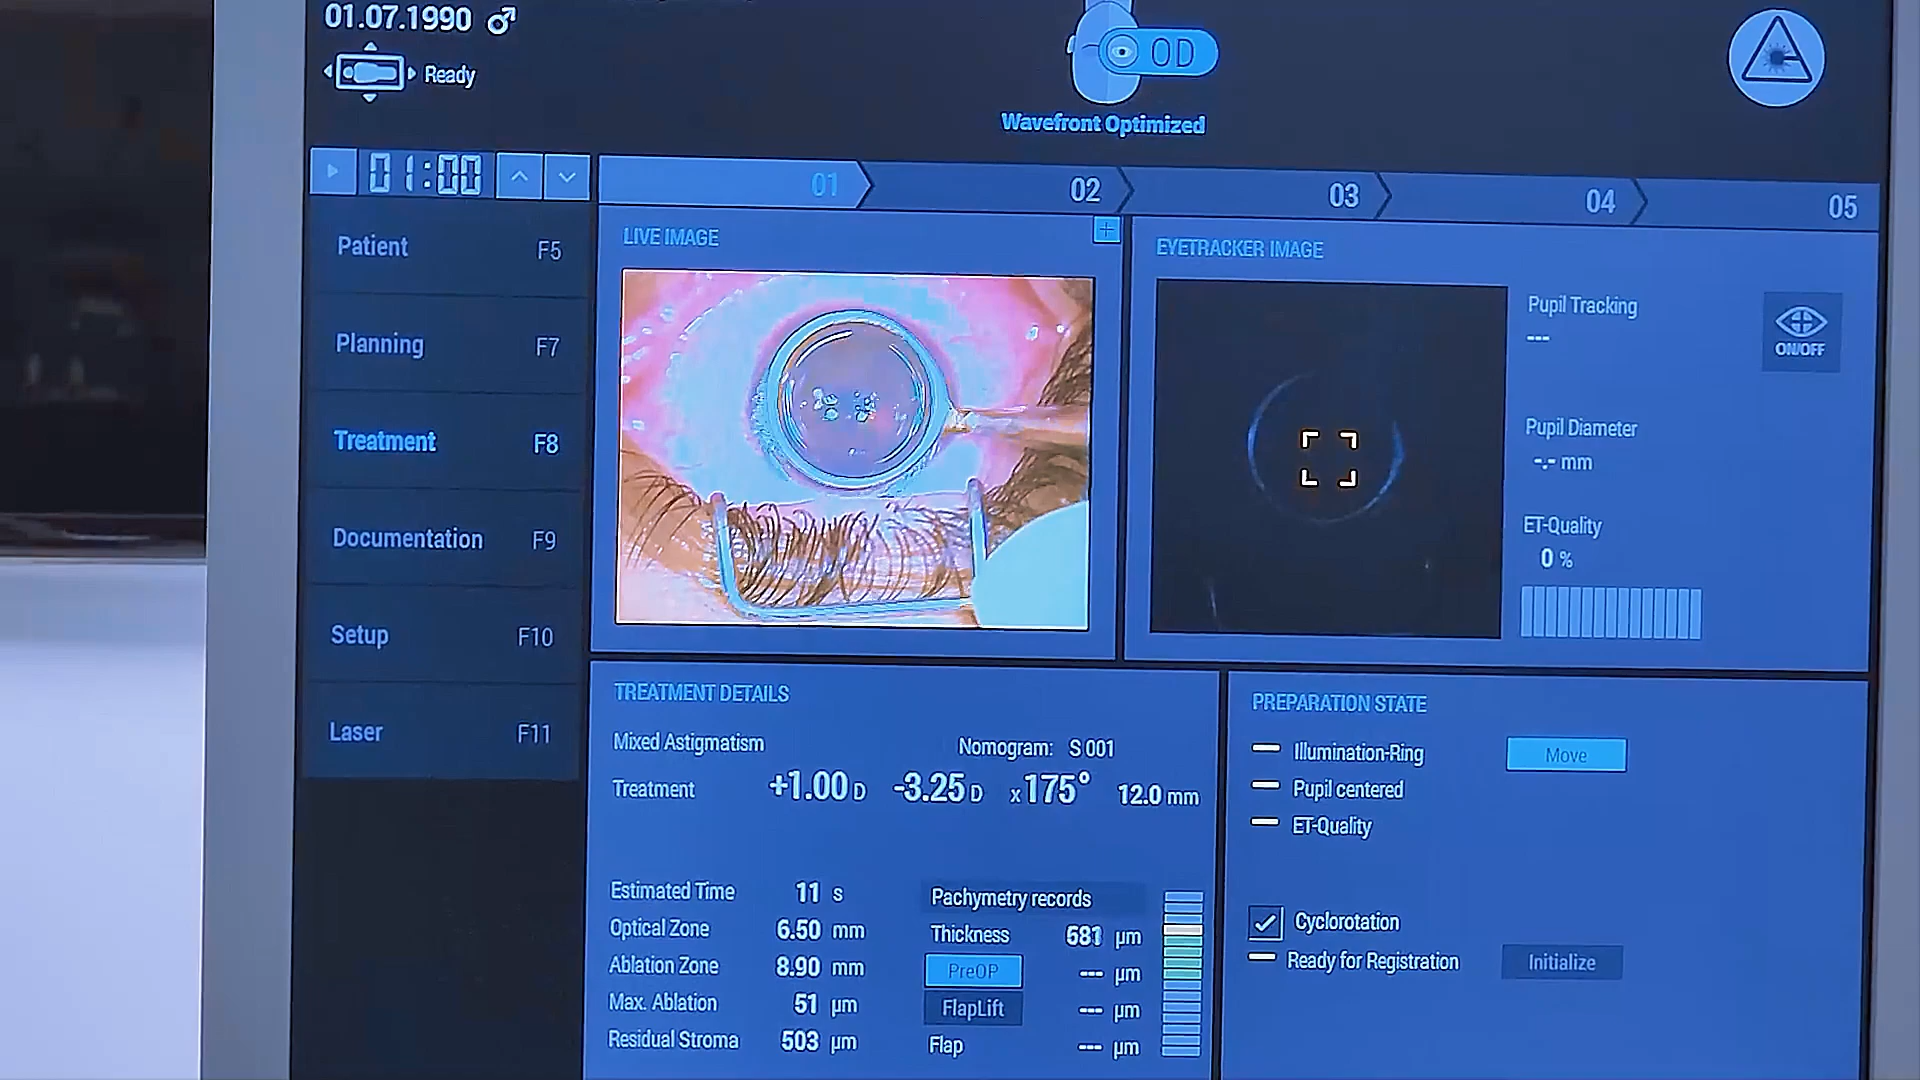 01.07.1990
Ready
OD
Wavefront Optimized
01:00
01
02
03
04
05
Patient F5
Planning F7
Treatment F8
Documentation F9
Setup F10
Laser F11
LIVE IMAGE
EYETRACKER IMAGE
Pupil Tracking
---
ON/OFF
Pupil Diameter
-.- mm
ET-Quality
0 %
TREATMENT DETAILS
Mixed Astigmatism Nomogram: S 001
Treatment +1.00 D -3.25 D x 175° 12.0 mm
Estimated Time 11 s
Optical Zone 6.50 mm
Ablation Zone 8.90 mm
Max. Ablation 51 µm
Residual Stroma 503 µm
Pachymetry records
Thickness µm
PreOP --- µm
FlapLift --- µm
Flap --- µm
PREPARATION STATE
Illumination-Ring Move
Pupil centered
ET-Quality
Cyclorotation
Ready for Registration Initialize